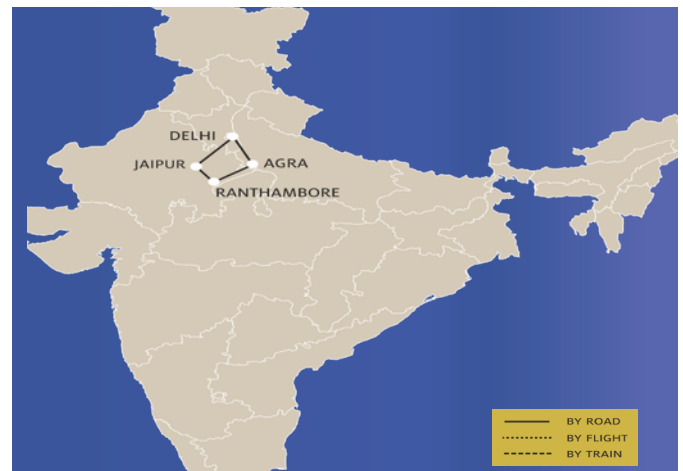 DELHI
JAIPUR
AGRA
RANTHAMBORE
BY ROAD
BY FLIGHT
BY TRAIN